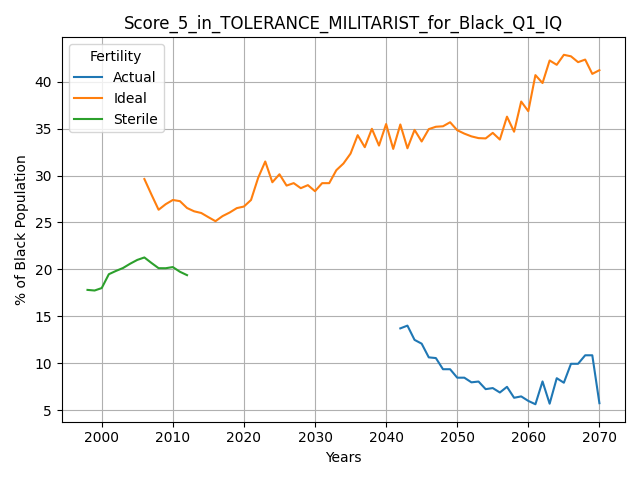 Score_5_in_TOLERANCE_MILITARIST_for_Black_Q1_IQ
Fertility
Actual
Ideal
Sterile
% of Black Population
40
35
30
25
20
15
10
5
2000 2010 2020 2030 2040 2050 2060 2070
Years